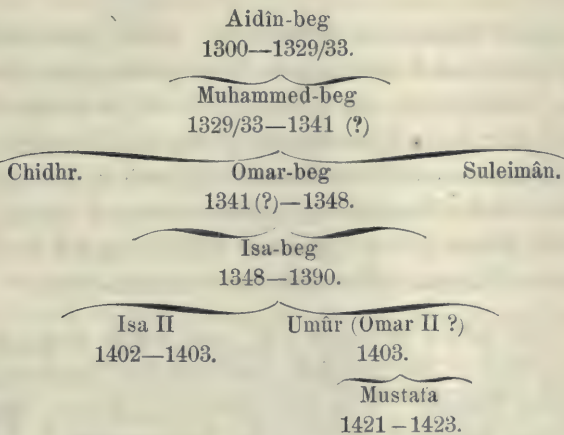 Aidîn-beg
1300—1329/33.
Muhammed-beg
1329/33—1341 (?)
Chidhr. Omar-beg Suleimân.
1341 (?)—1348.
Isa-beg
1348—1390.
Isa II Umûr (Omar II ?)
1402—1403. 1403.
Mustafa
1421–1423.